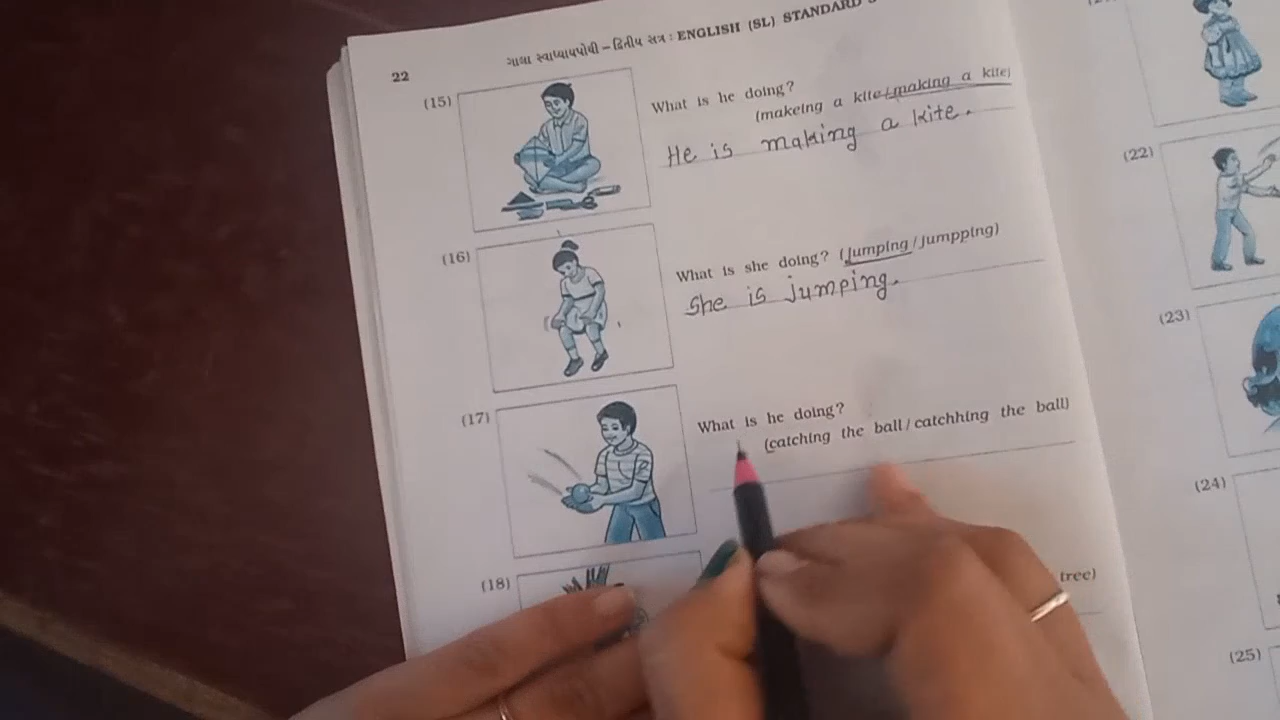 22
ગાલા સ્વાધ્યાયપોથી – દ્વિતીય સત્ર : ENGLISH (SL) STANDARD
(15)
What is he doing?
(makeing a kite/making a kite)
He is making a kite.
(16)
What is she doing? (jumping/jumpping)
She is jumping.
(17)
What is he doing?
(catching the ball/catchhing the ball)
(18)
tree)
(22)
(23)
(24)
(25)